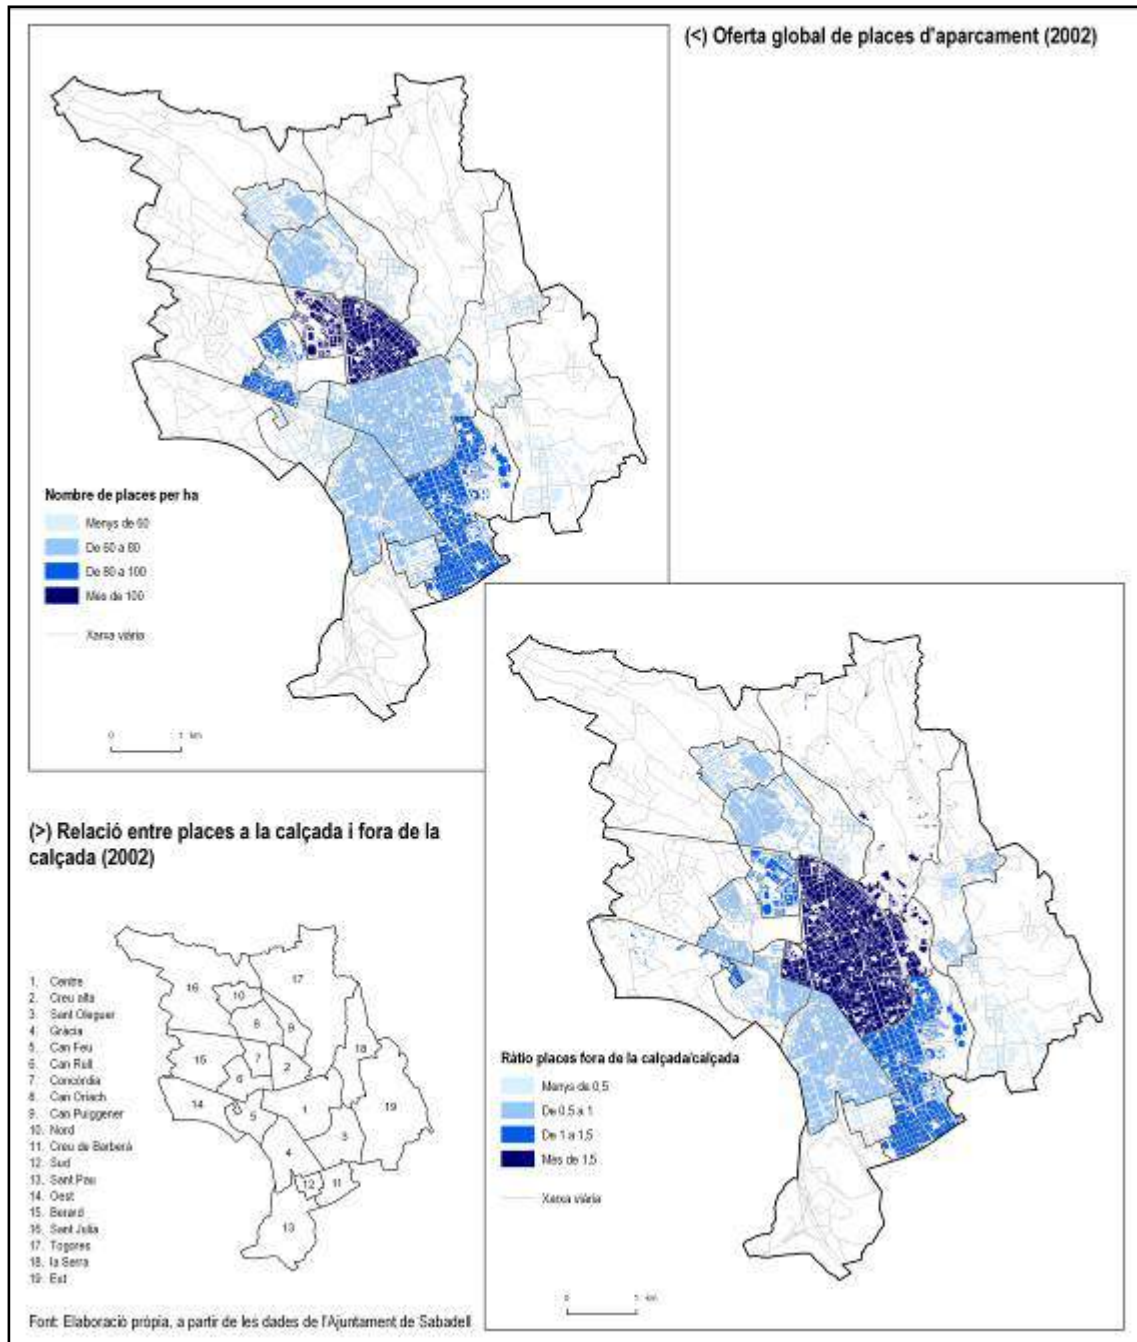 (<) Oferta global de places d'aparcament (2002)
Nombre de places per ha
Menys de 60
De 60 a 80
De 80 a 100
Més de 100
Xarxa viària
0 1 km
(>) Relació entre places a la calçada i fora de la
calçada (2002)
1. Centre
2. Creu alta
3. Sant Oleguer
4. Gràcia
5. Can Feu
6. Can Rull
7. Concòrdia
8. Can Oriach
9. Can Puiggener
10. Nord
11. Creu de Barberà
12. Sud
13. Sant Pau
14. Oest
15. Berard
16. Sant Julia
17. Togores
18. la Serra
19. Est
16
17
10
8
9
18
15
7
2
6
14
5
1
19
3
4
12
11
13
Ràtio places fora de la calçada/calçada
Menys de 0,5
De 0,5 a 1
De 1 a 1,5
Més de 1,5
Xarxa viària
0 1 km
Font: Elaboració pròpia, a partir de les dades de l'Ajuntament de Sabadell